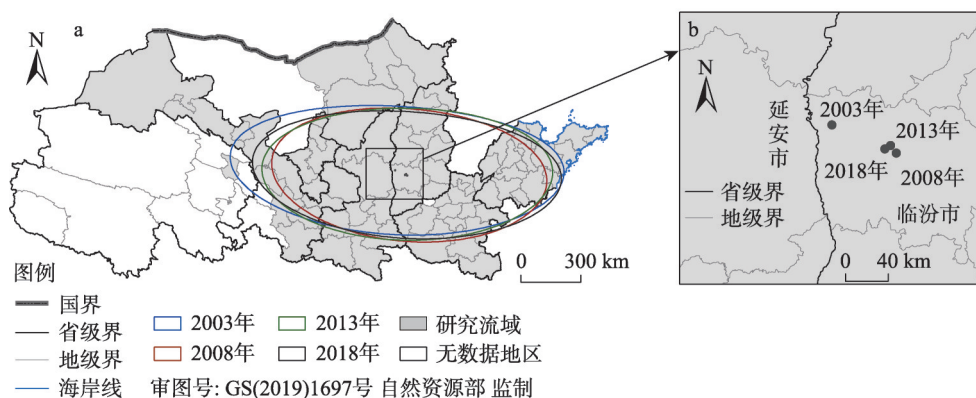 a
N
0 300 km
图例
国界
省级界
地级界
海岸线
2003年
2013年
研究流域
2008年
2018年
无数据地区
审图号: GS(2019)1697号 自然资源部 监制
b
N
延安市
2003年
2013年
2018年
2008年
省级界
地级界
临汾市
0 40 km